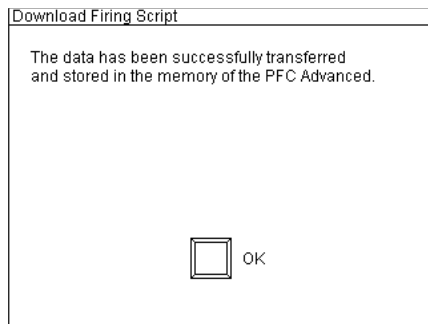 Download Firing Script
The data has been successfully transferred
and stored in the memory of the PFC Advanced.
OK